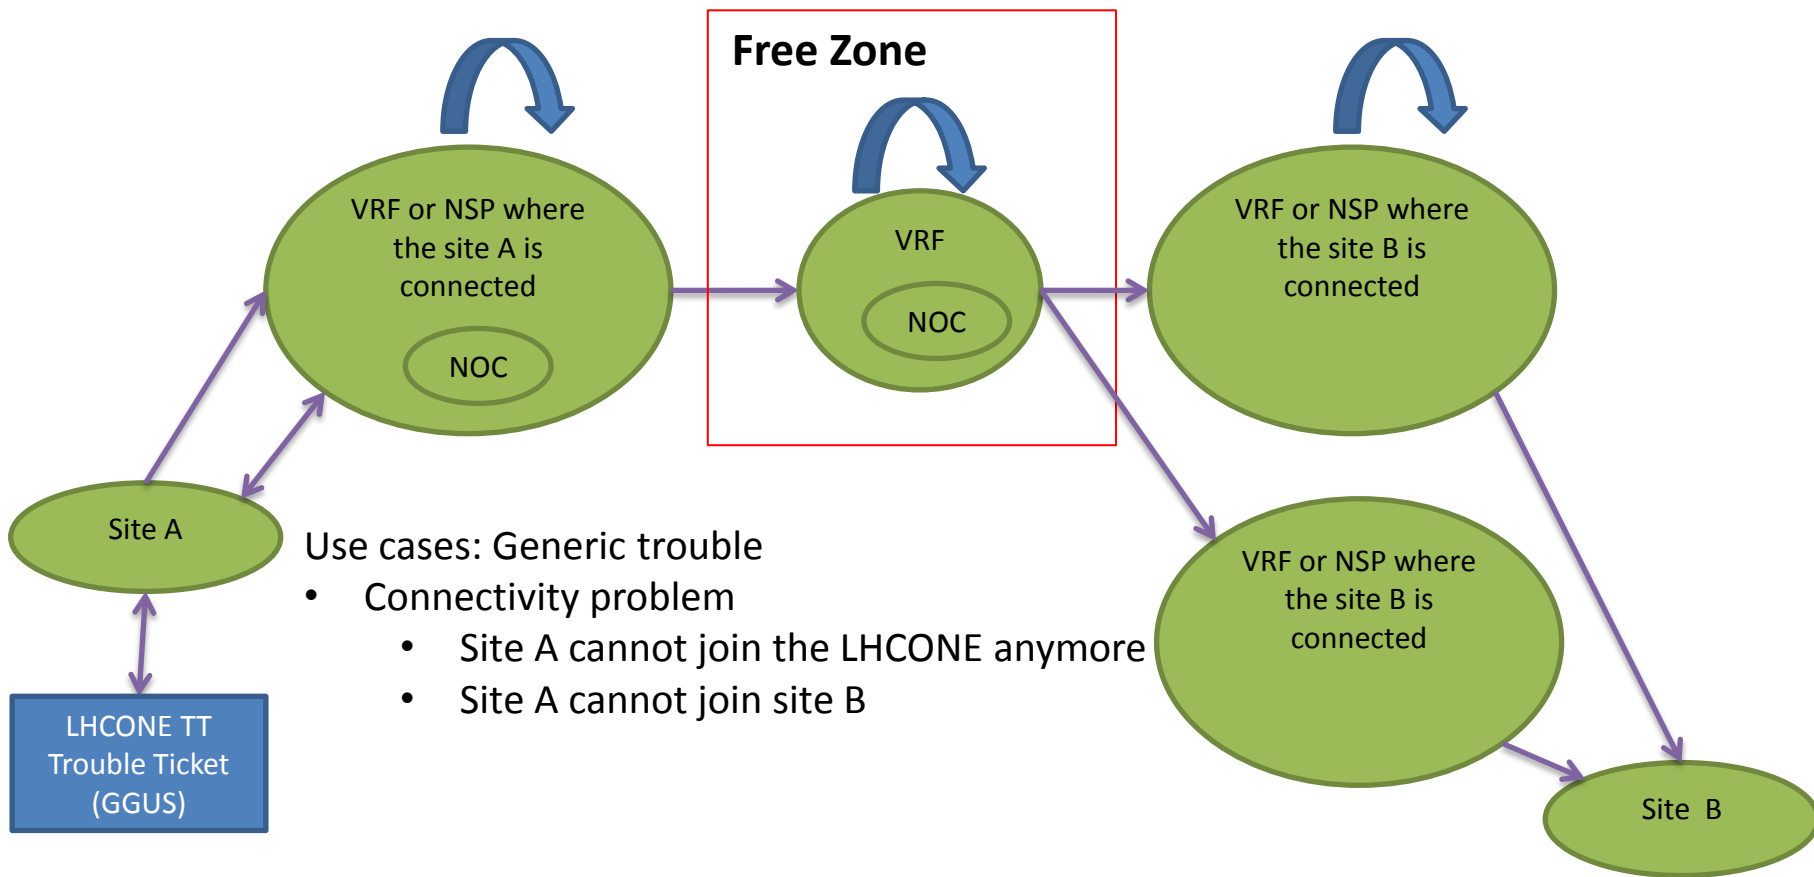 Free Zone
VRF or NSP where
the site A is
connected
NOC
VRF
NOC
VRF or NSP where
the site B is
connected
Site A
Use cases: Generic trouble
• Connectivity problem
• Site A cannot join the LHCONE anymore
• Site A cannot join site B
VRF or NSP where
the site B is
connected
LHCONE TT
Trouble Ticket
(GGUS)
Site B